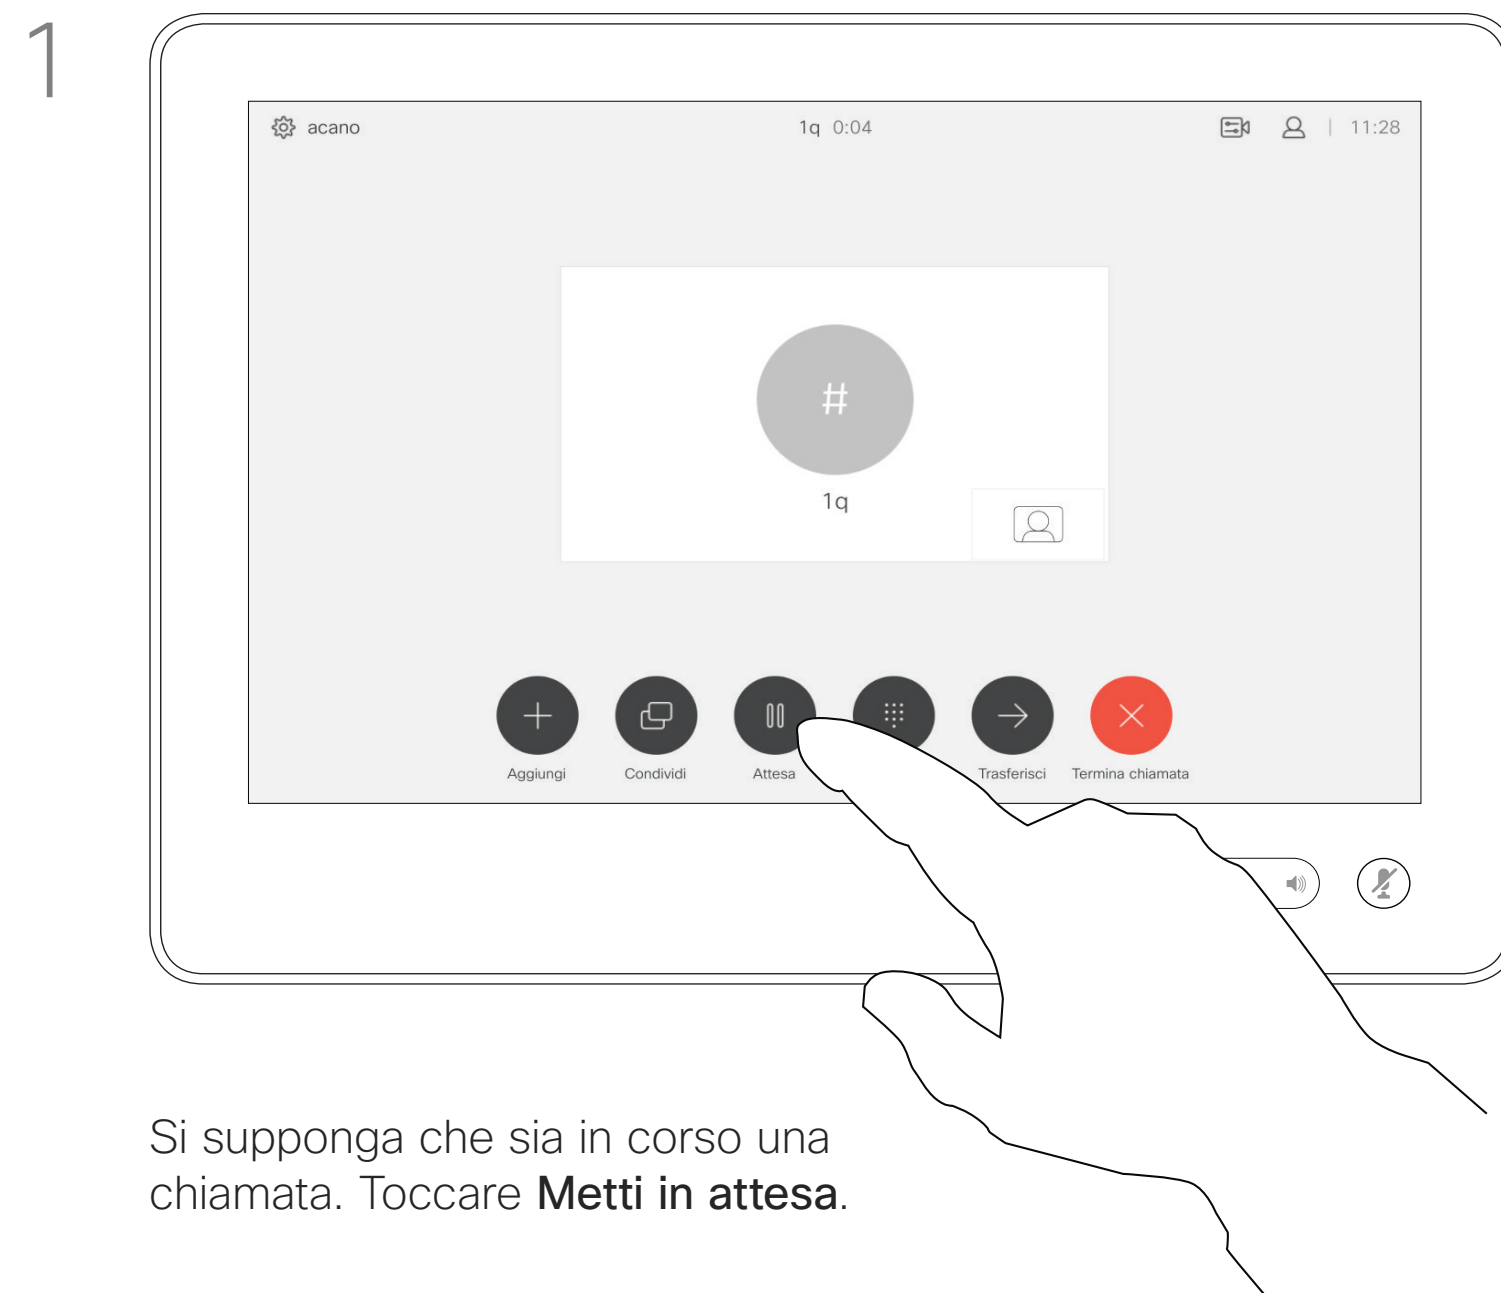 1
acano
1q 0:04
11:28
#
1q
Aggiungi
Condividi
Attesa
Trasferisci
Termina chiamata
Si supponga che sia in corso una
chiamata. Toccare Metti in attesa.